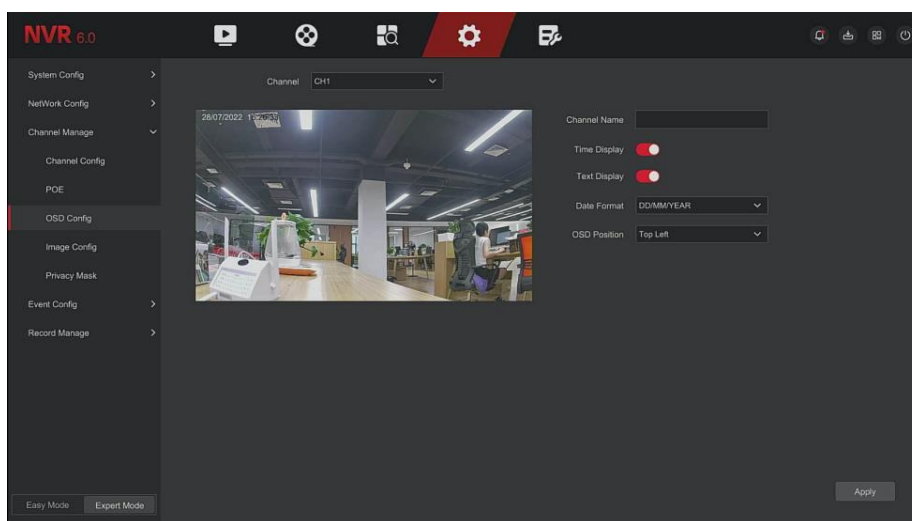 NVR 6.0
System Config
NetWork Config
Channel Manage
Channel Config
POE
OSD Config
Image Config
Privacy Mask
Event Config
Record Manage
Easy Mode Expert Mode
Channel CH1
28/07/2022
Channel Name
Time Display
Text Display
Date Format DD/MM/YEAR
OSD Position Top Left
Apply